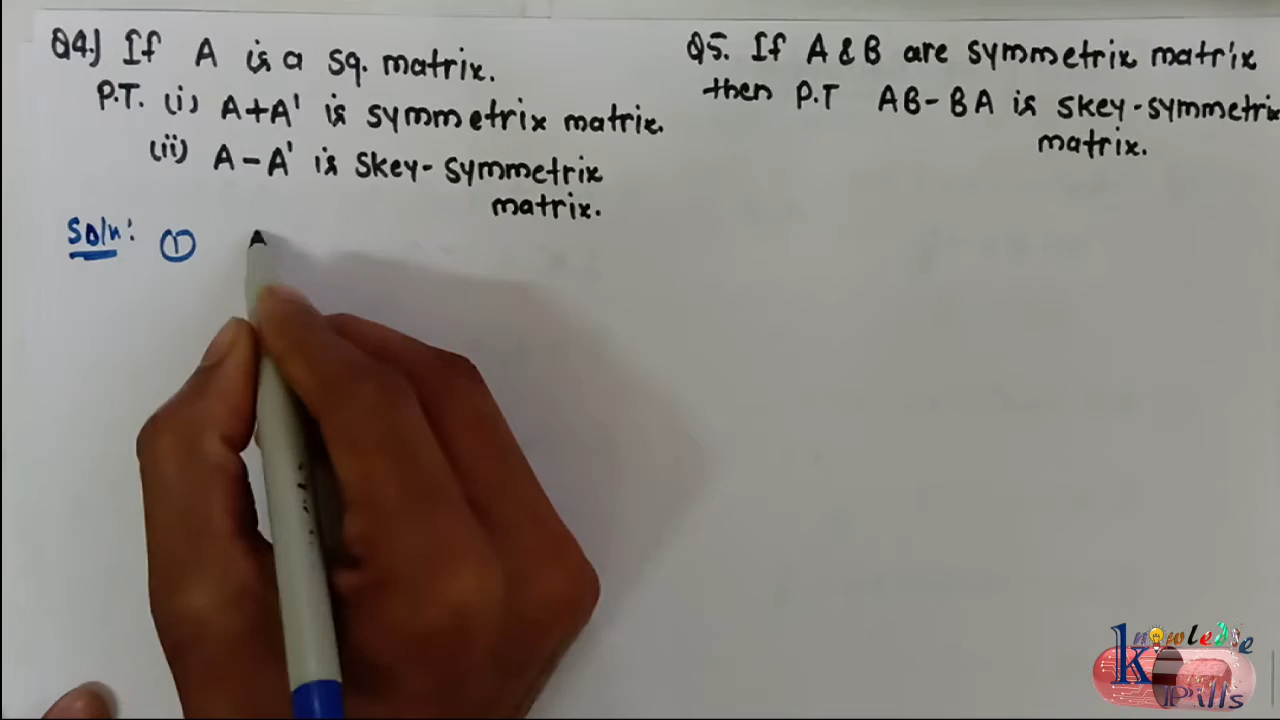 Q4.) If A is a sq. matrix.
P.T. (i) A+A' is symmetrix matrix.
(ii) A-A' is skey-symmetrix
matrix.
Soln: ①
Q5. If A & B are symmetrix matrix
then P.T AB-BA is skey-symmetrix
matrix.
knowledge
Pills